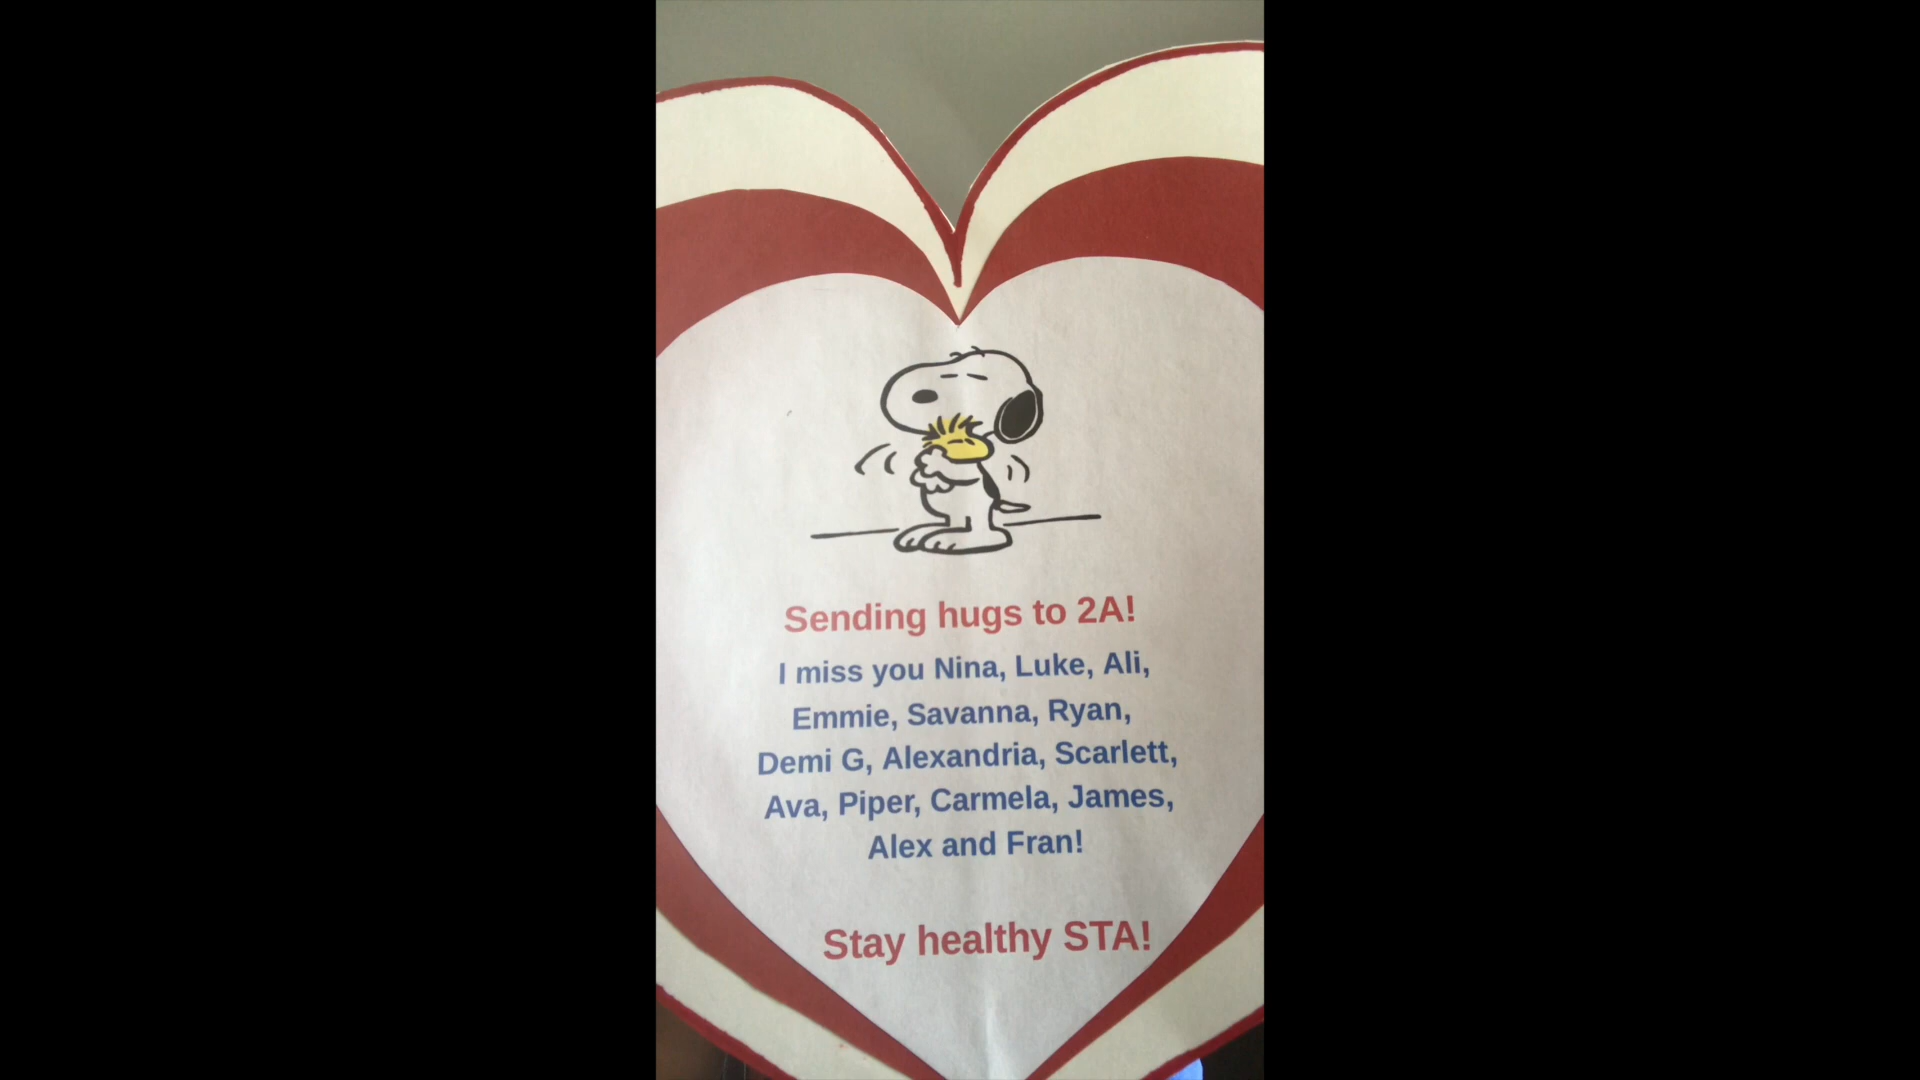 Sending hugs to 2A!
I miss you Nina, Luke, Ali,
Emmie, Savanna, Ryan,
Demi G, Alexandria, Scarlett,
Ava, Piper, Carmela, James,
Alex and Fran!
Stay healthy STA!